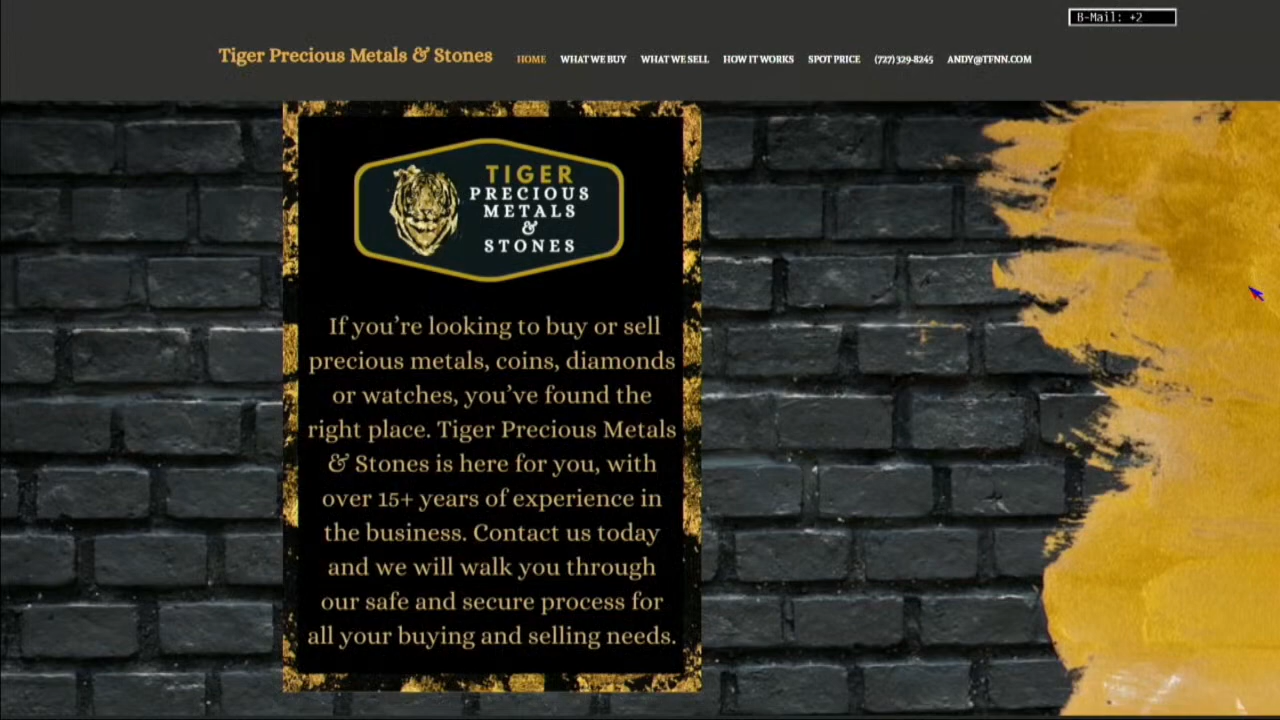 B-Mail: +2
Tiger Precious Metals & Stones HOME WHAT WE BUY WHAT WE SELL HOW IT WORKS SPOT PRICE (727) 329-8245 ANDY@TFNN.COM
TIGER
PRECIOUS
METALS
&
STONES
If you’re looking to buy or sell
precious metals, coins, diamonds
or watches, you’ve found the
right place. Tiger Precious Metals
& Stones is here for you, with
over 15+ years of experience in
the business. Contact us today
and we will walk you through
our safe and secure process for
all your buying and selling needs.